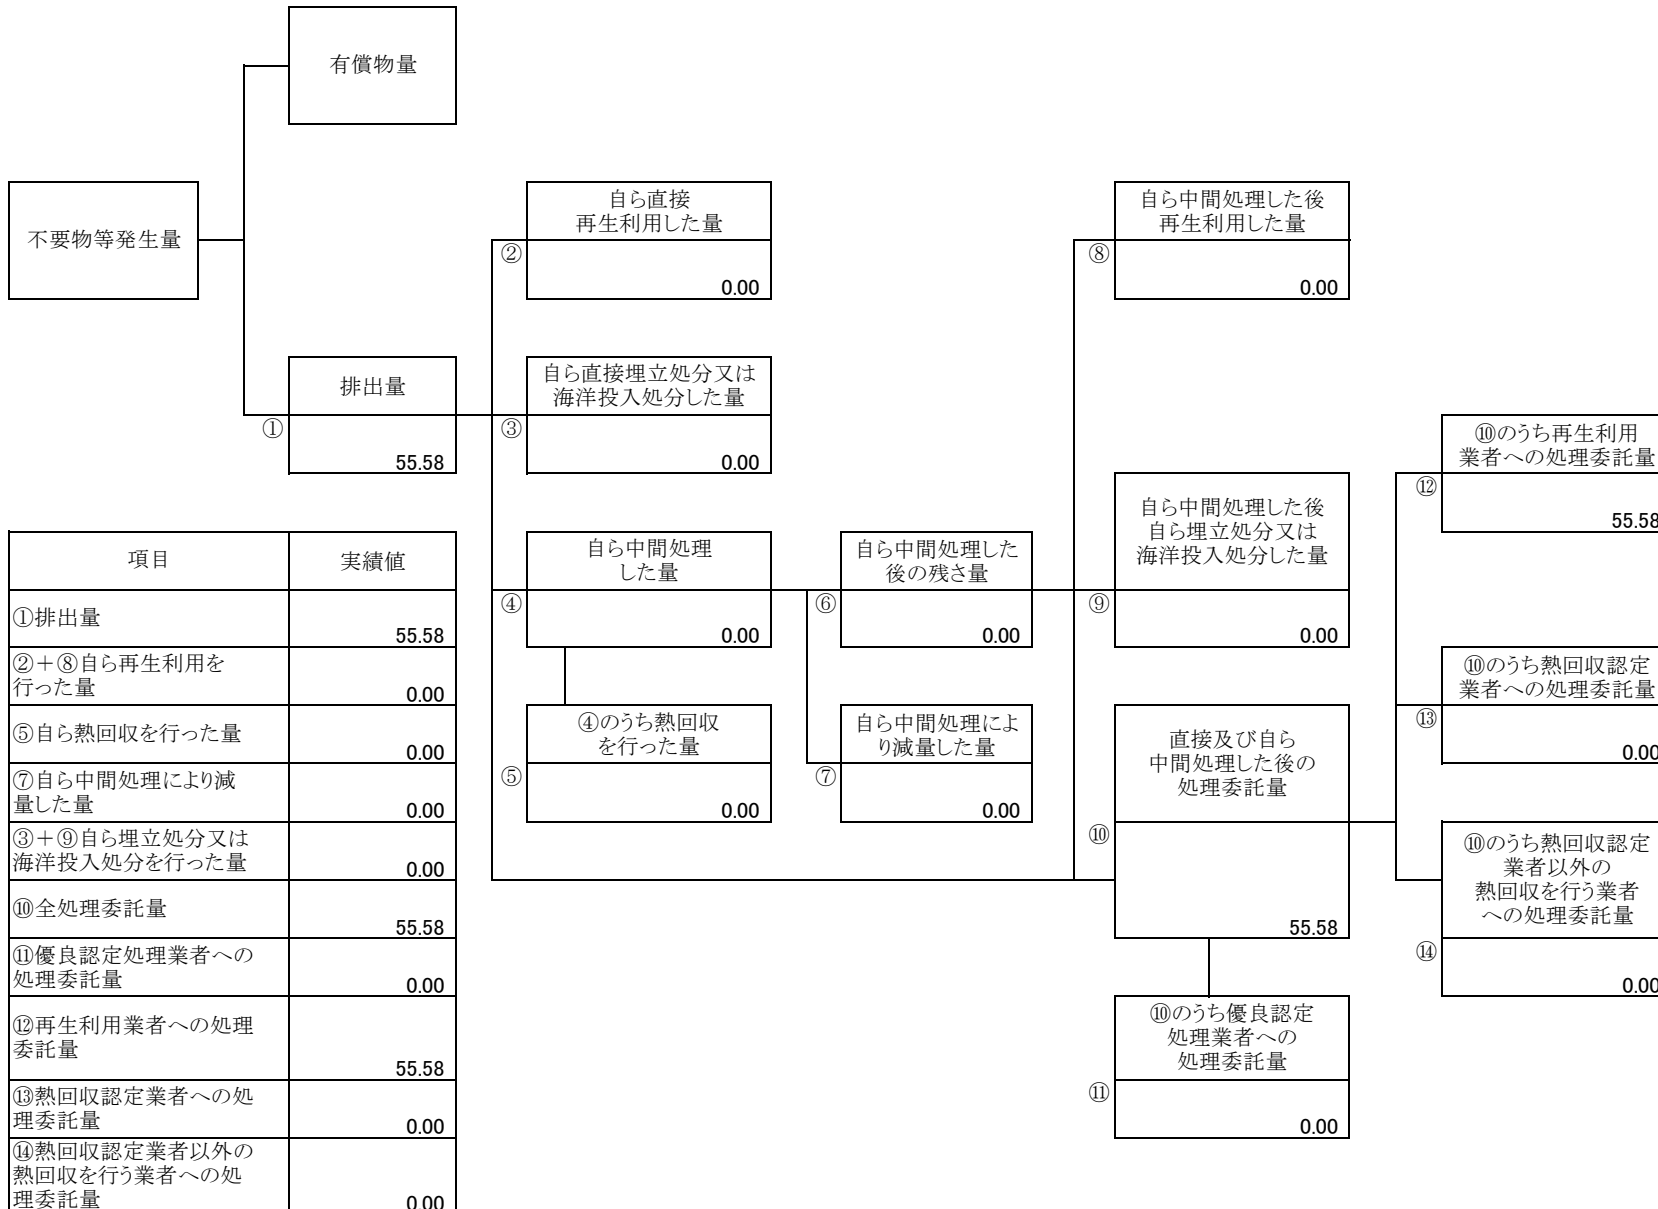 有償物量
不要物等発生量
自ら直接
再生利用した量
②
0.00
自ら中間処理した後
再生利用した量
⑧
0.00
排出量
①
55.58
自ら直接埋立処分又は
海洋投入処分した量
③
0.00
⑩のうち再生利用
業者への処理委託量
⑫
55.58
自ら中間処理
した量
④
0.00
自ら中間処理した
後の残さ量
⑥
0.00
自ら中間処理した後
自ら埋立処分又は
海洋投入処分した量
⑨
0.00
④のうち熱回収
を行った量
⑤
0.00
自ら中間処理によ
り減量した量
⑦
0.00
直接及び自ら
中間処理した後の
処理委託量
⑩
55.58
⑩のうち熱回収認定
業者への処理委託量
⑬
0.00
⑩のうち熱回収認定
業者以外の
熱回収を行う業者
への処理委託量
⑭
0.00
⑩のうち優良認定
処理業者への
処理委託量
⑪
0.00
項目 実績値
①排出量
55.58
②+⑧自ら再生利用を
行った量
0.00
⑤自ら熱回収を行った量
0.00
⑦自ら中間処理により減
量した量
0.00
③+⑨自ら埋立処分又は
海洋投入処分を行った量
0.00
⑩全処理委託量
55.58
⑪優良認定処理業者への
処理委託量
0.00
⑫再生利用業者への処理
委託量
55.58
⑬熱回収認定業者への処
理委託量
0.00
⑭熱回収認定業者以外の
熱回収を行う業者への処
理委託量
0.00